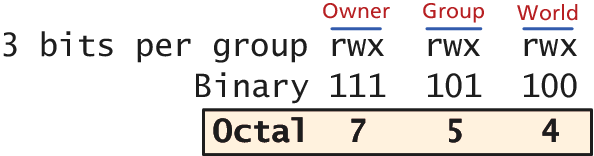 Owner Group World
3 bits per group rwx rwx rwx
Binary 111 101 100
Octal 7 5 4